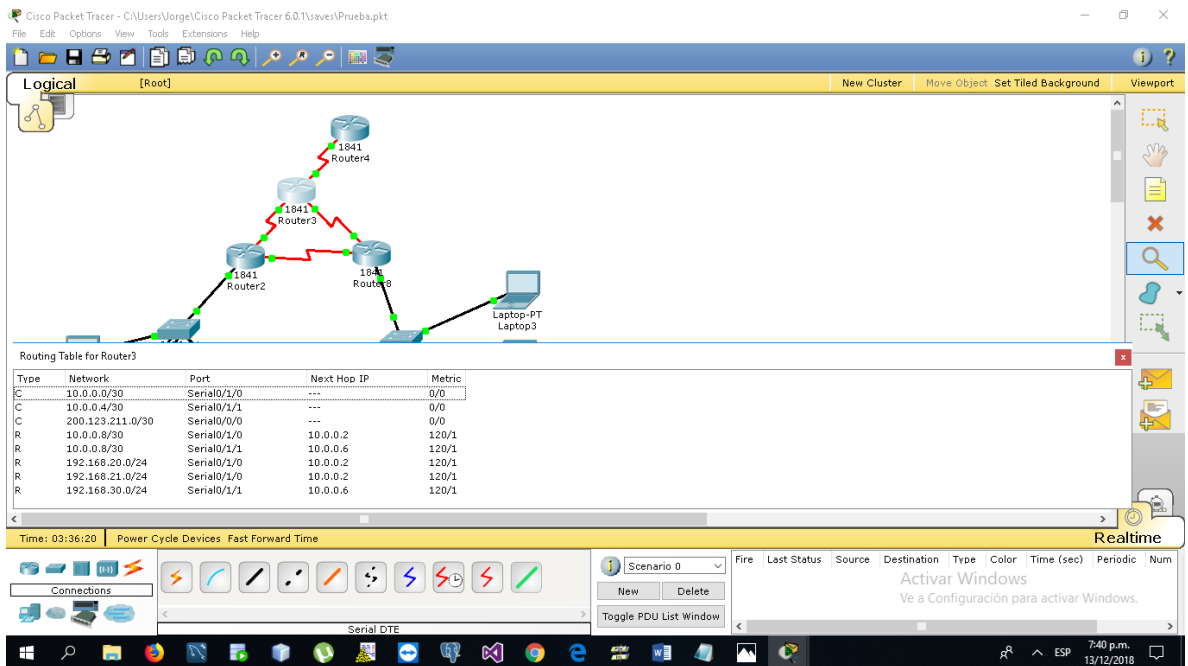 Cisco Packet Tracer - C:\Users\Jorge\Cisco Packet Tracer 6.0.1\saves\Prueba.pkt
File Edit Options View Tools Extensions Help
Logical [Root] New Cluster Move Object Set Tiled Background Viewport
1841
Router4
1841
Router3
1841
Router2
1841
Router8
Laptop-PT
Laptop3
Routing Table for Router3
Type Network Port Next Hop IP Metric
C 10.0.0.0/30 Serial0/1/0 --- 0/0
C 10.0.0.4/30 Serial0/1/1 --- 0/0
C 200.123.211.0/30 Serial0/0/0 --- 0/0
R 10.0.0.8/30 Serial0/1/0 10.0.0.2 120/1
R 10.0.0.8/30 Serial0/1/1 10.0.0.6 120/1
R 192.168.20.0/24 Serial0/1/0 10.0.0.2 120/1
R 192.168.21.0/24 Serial0/1/0 10.0.0.2 120/1
R 192.168.30.0/24 Serial0/1/1 10.0.0.6 120/1
Time: 03:36:20 Power Cycle Devices Fast Forward Time Realtime
Connections
Serial DTE
Scenario 0
New Delete
Toggle PDU List Window
Fire Last Status Source Destination Type Color Time (sec) Periodic Num
Activar Windows
Ve a Configuración para activar Windows.
ESP
7:40 p.m.
13/12/2018